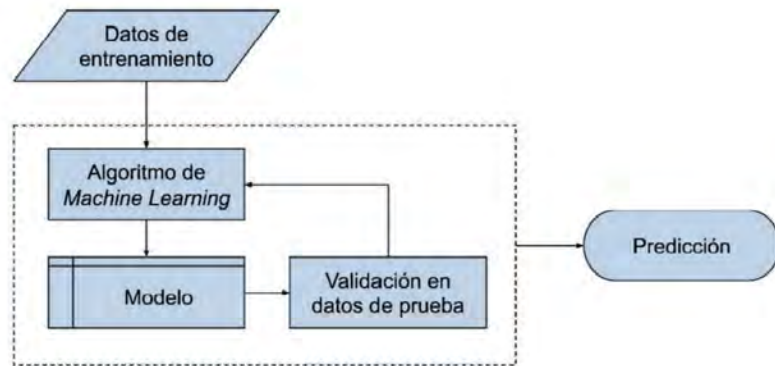 Datos de
entrenamiento
Algoritmo de
Machine Learning
Modelo
Validación en
datos de prueba
Predicción